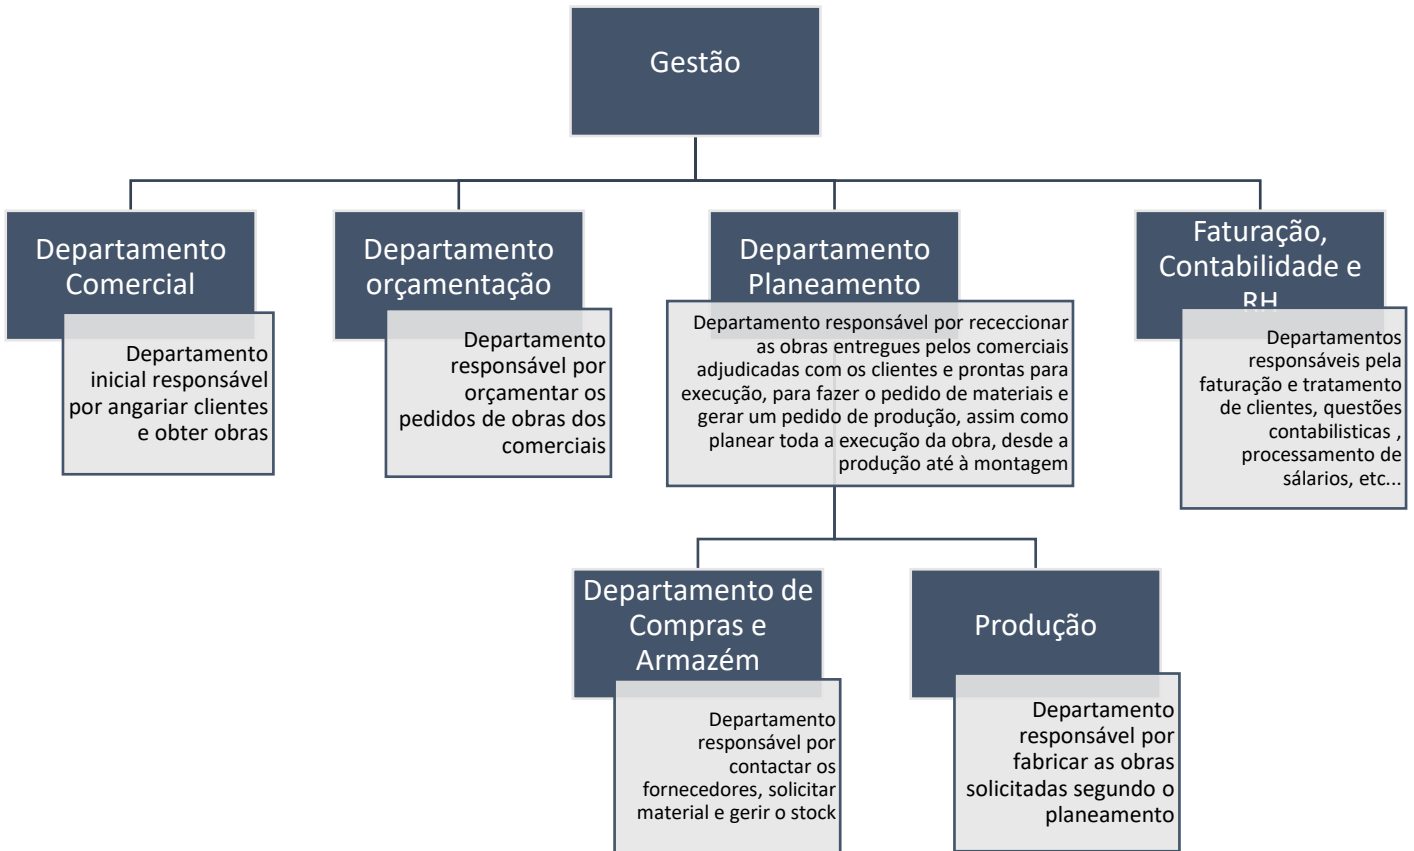 Gestão
Departamento
Comercial
Departamento
inicial responsável
por angariar clientes
e obter obras
Departamento
orçamentação
Departamento
responsável por
orçamentar os
pedidos de obras dos
comerciais
Departamento
Planeamento
Departamento responsável por dececcionar
as obras entregues pelos comerciais
adjudicadas com os clientes e prontas para
execução, para fazer o pedido de materiais e
gerar um pedido de produção, assim como
planear toda a execução da obra, desde a
produção até à montagem
Faturação,
Contabilidade e
RH
Departamentos
responsáveis pela
faturação e tratamento
de clientes, questões
contabilisticas ,
processamento de
sálarios, etc...
Departamento de
Compras e
Armazém
Departamento
responsável por
contactar os
fornecedores, solicitar
material e gerir o stock
Produção
Departamento
responsável por
fabricar as obras
solicitadas segundo o
planeamento